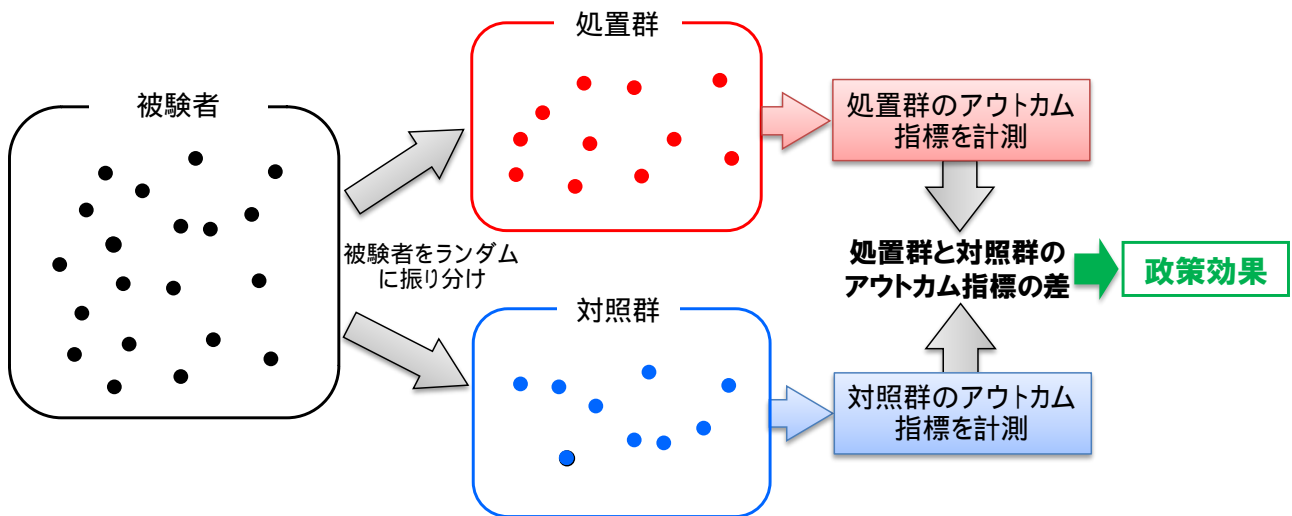 被験者
被験者をランダム
に振り分け
処置群
対照群
処置群のアウトカム
指標を計測
処置群と対照群の
アウトカム指標の差
対照群のアウトカム
指標を計測
政策効果